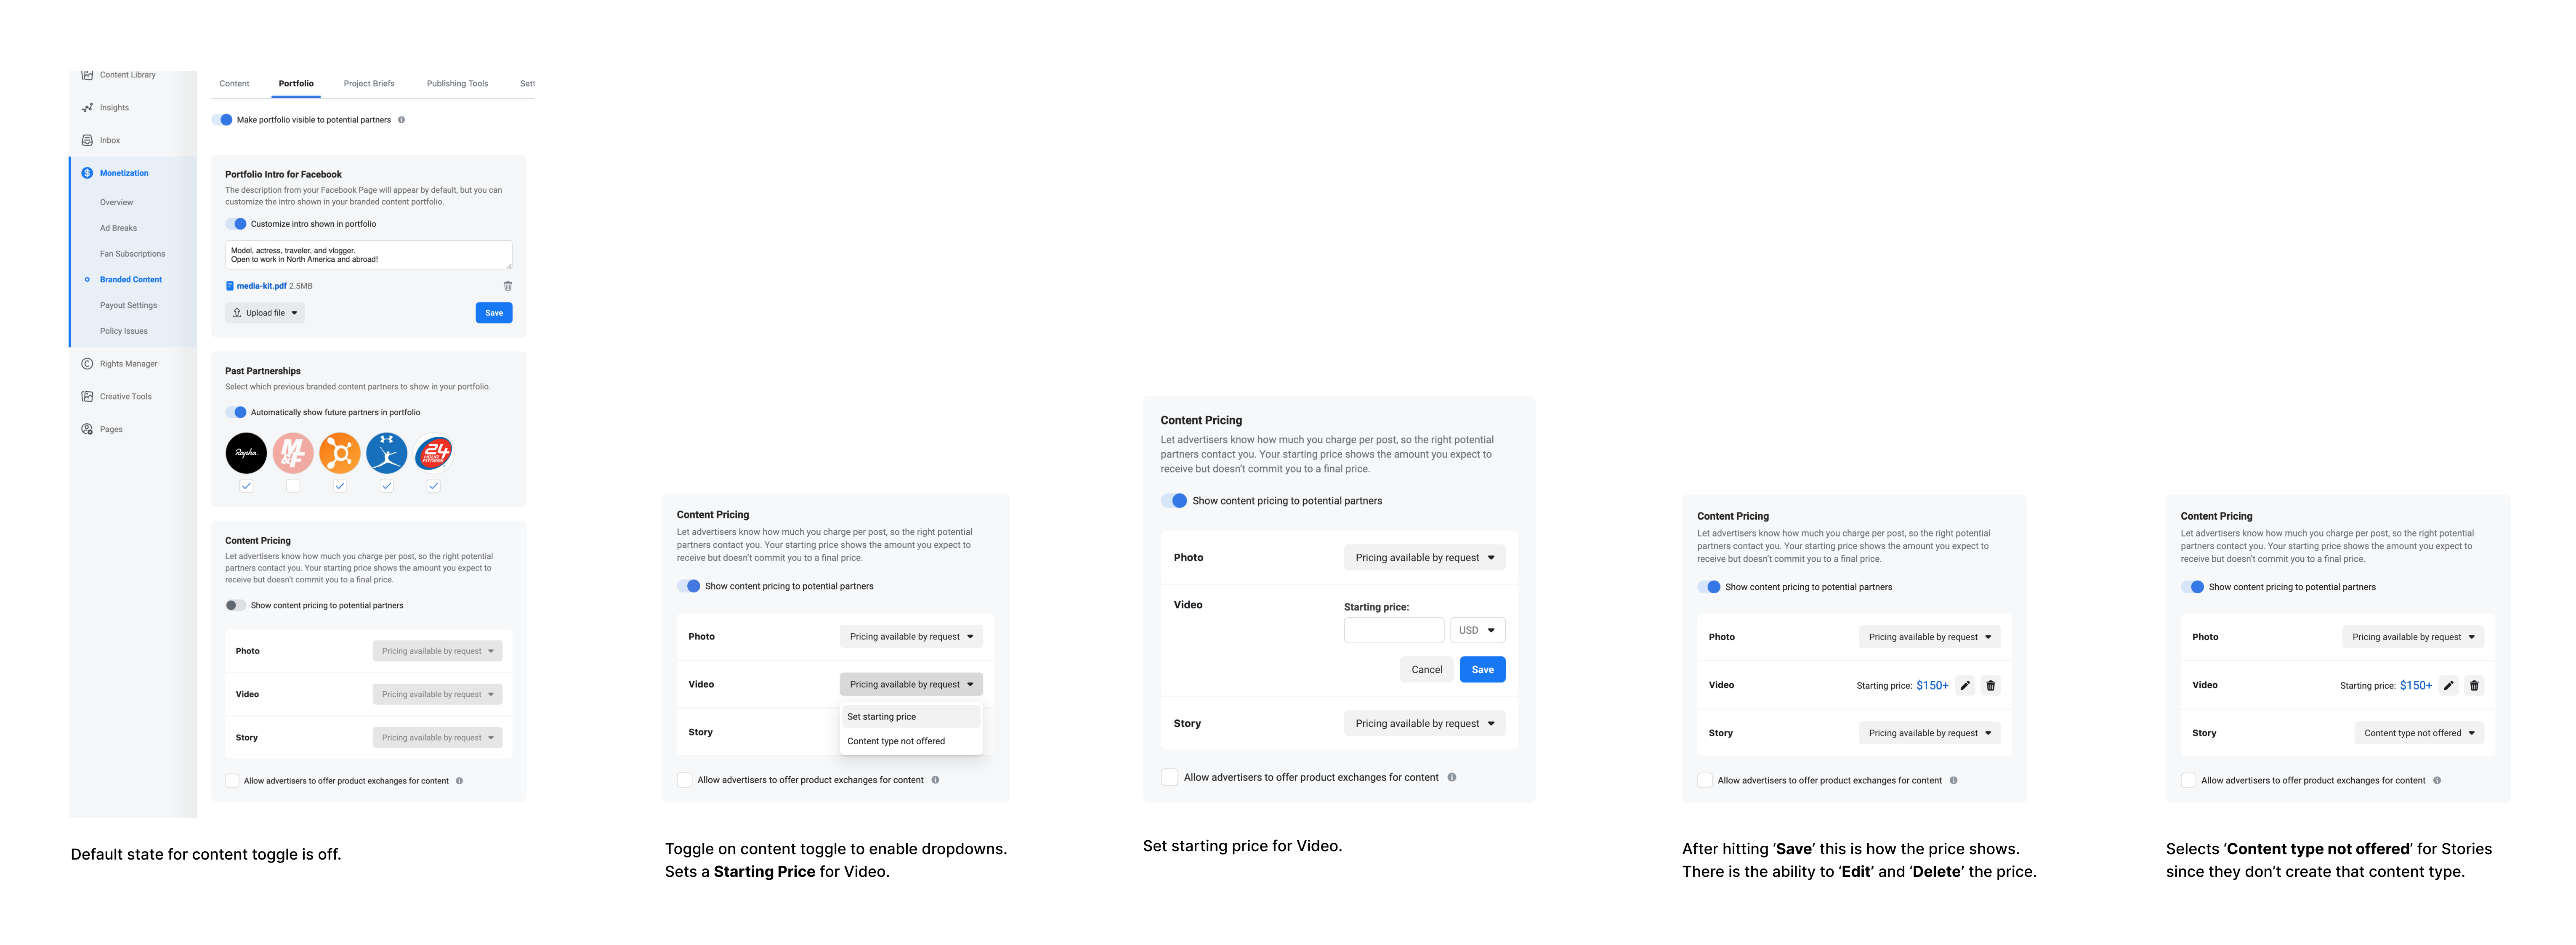 Content Library
Insights
Inbox
Monetization
Overview
Ad Breaks
Fan Subscriptions
Branded Content
Payout Settings
Policy Issues
Rights Manager
Creative Tools
Pages
Content
Portfolio
Project Briefs
Publishing Tools
Sett
Make portfolio visible to potential partners
Portfolio Intro for Facebook
The description from your Facebook Page will appear by default, but you can
customize the intro shown in your branded content portfolio.
Customize intro shown in portfolio
Model, actress, traveler, and vlogger.
Open to work in North America and abroad!
media-kit.pdf 2.5MB
Upload file
Save
Past Partnerships
Select which previous branded content partners to show in your portfolio.
Automatically show future partners in portfolio
Rapha
M&F
24
HOUR
FITNESS
Content Pricing
Let advertisers know how much you charge per post, so the right potential
partners contact you. Your starting price shows the amount you expect to
receive but doesn't commit you to a final price.
Show content pricing to potential partners
Photo
Pricing available by request
Video
Pricing available by request
Story
Pricing available by request
Allow advertisers to offer product exchanges for content
Default state for content toggle is off.
Content Pricing
Let advertisers know how much you charge per post, so the right potential
partners contact you. Your starting price shows the amount you expect to
receive but doesn't commit you to a final price.
Show content pricing to potential partners
Photo
Pricing available by request
Video
Pricing available by request
Set starting price
Story
Content type not offered
Allow advertisers to offer product exchanges for content
Toggle on content toggle to enable dropdowns.
Sets a Starting Price for Video.
Content Pricing
Let advertisers know how much you charge per post, so the right potential
partners contact you. Your starting price shows the amount you expect to
receive but doesn't commit you to a final price.
Show content pricing to potential partners
Photo
Pricing available by request
Video
Starting price:
USD
Cancel
Save
Story
Pricing available by request
Allow advertisers to offer product exchanges for content
Set starting price for Video.
Content Pricing
Let advertisers know how much you charge per post, so the right potential
partners contact you. Your starting price shows the amount you expect to
receive but doesn't commit you to a final price.
Show content pricing to potential partners
Photo
Pricing available by request
Video
Starting price: $150+
Story
Pricing available by request
Allow advertisers to offer product exchanges for content
After hitting ‘Save’ this is how the price shows.
There is the ability to ‘Edit’ and ‘Delete’ the price.
Content Pricing
Let advertisers know how much you charge per post, so the right potential
partners contact you. Your starting price shows the amount you expect to
receive but doesn't commit you to a final price.
Show content pricing to potential partners
Photo
Pricing available by request
Video
Starting price: $150+
Story
Content type not offered
Allow advertisers to offer product exchanges for content
Selects ‘Content type not offered’ for Stories
since they don’t create that content type.